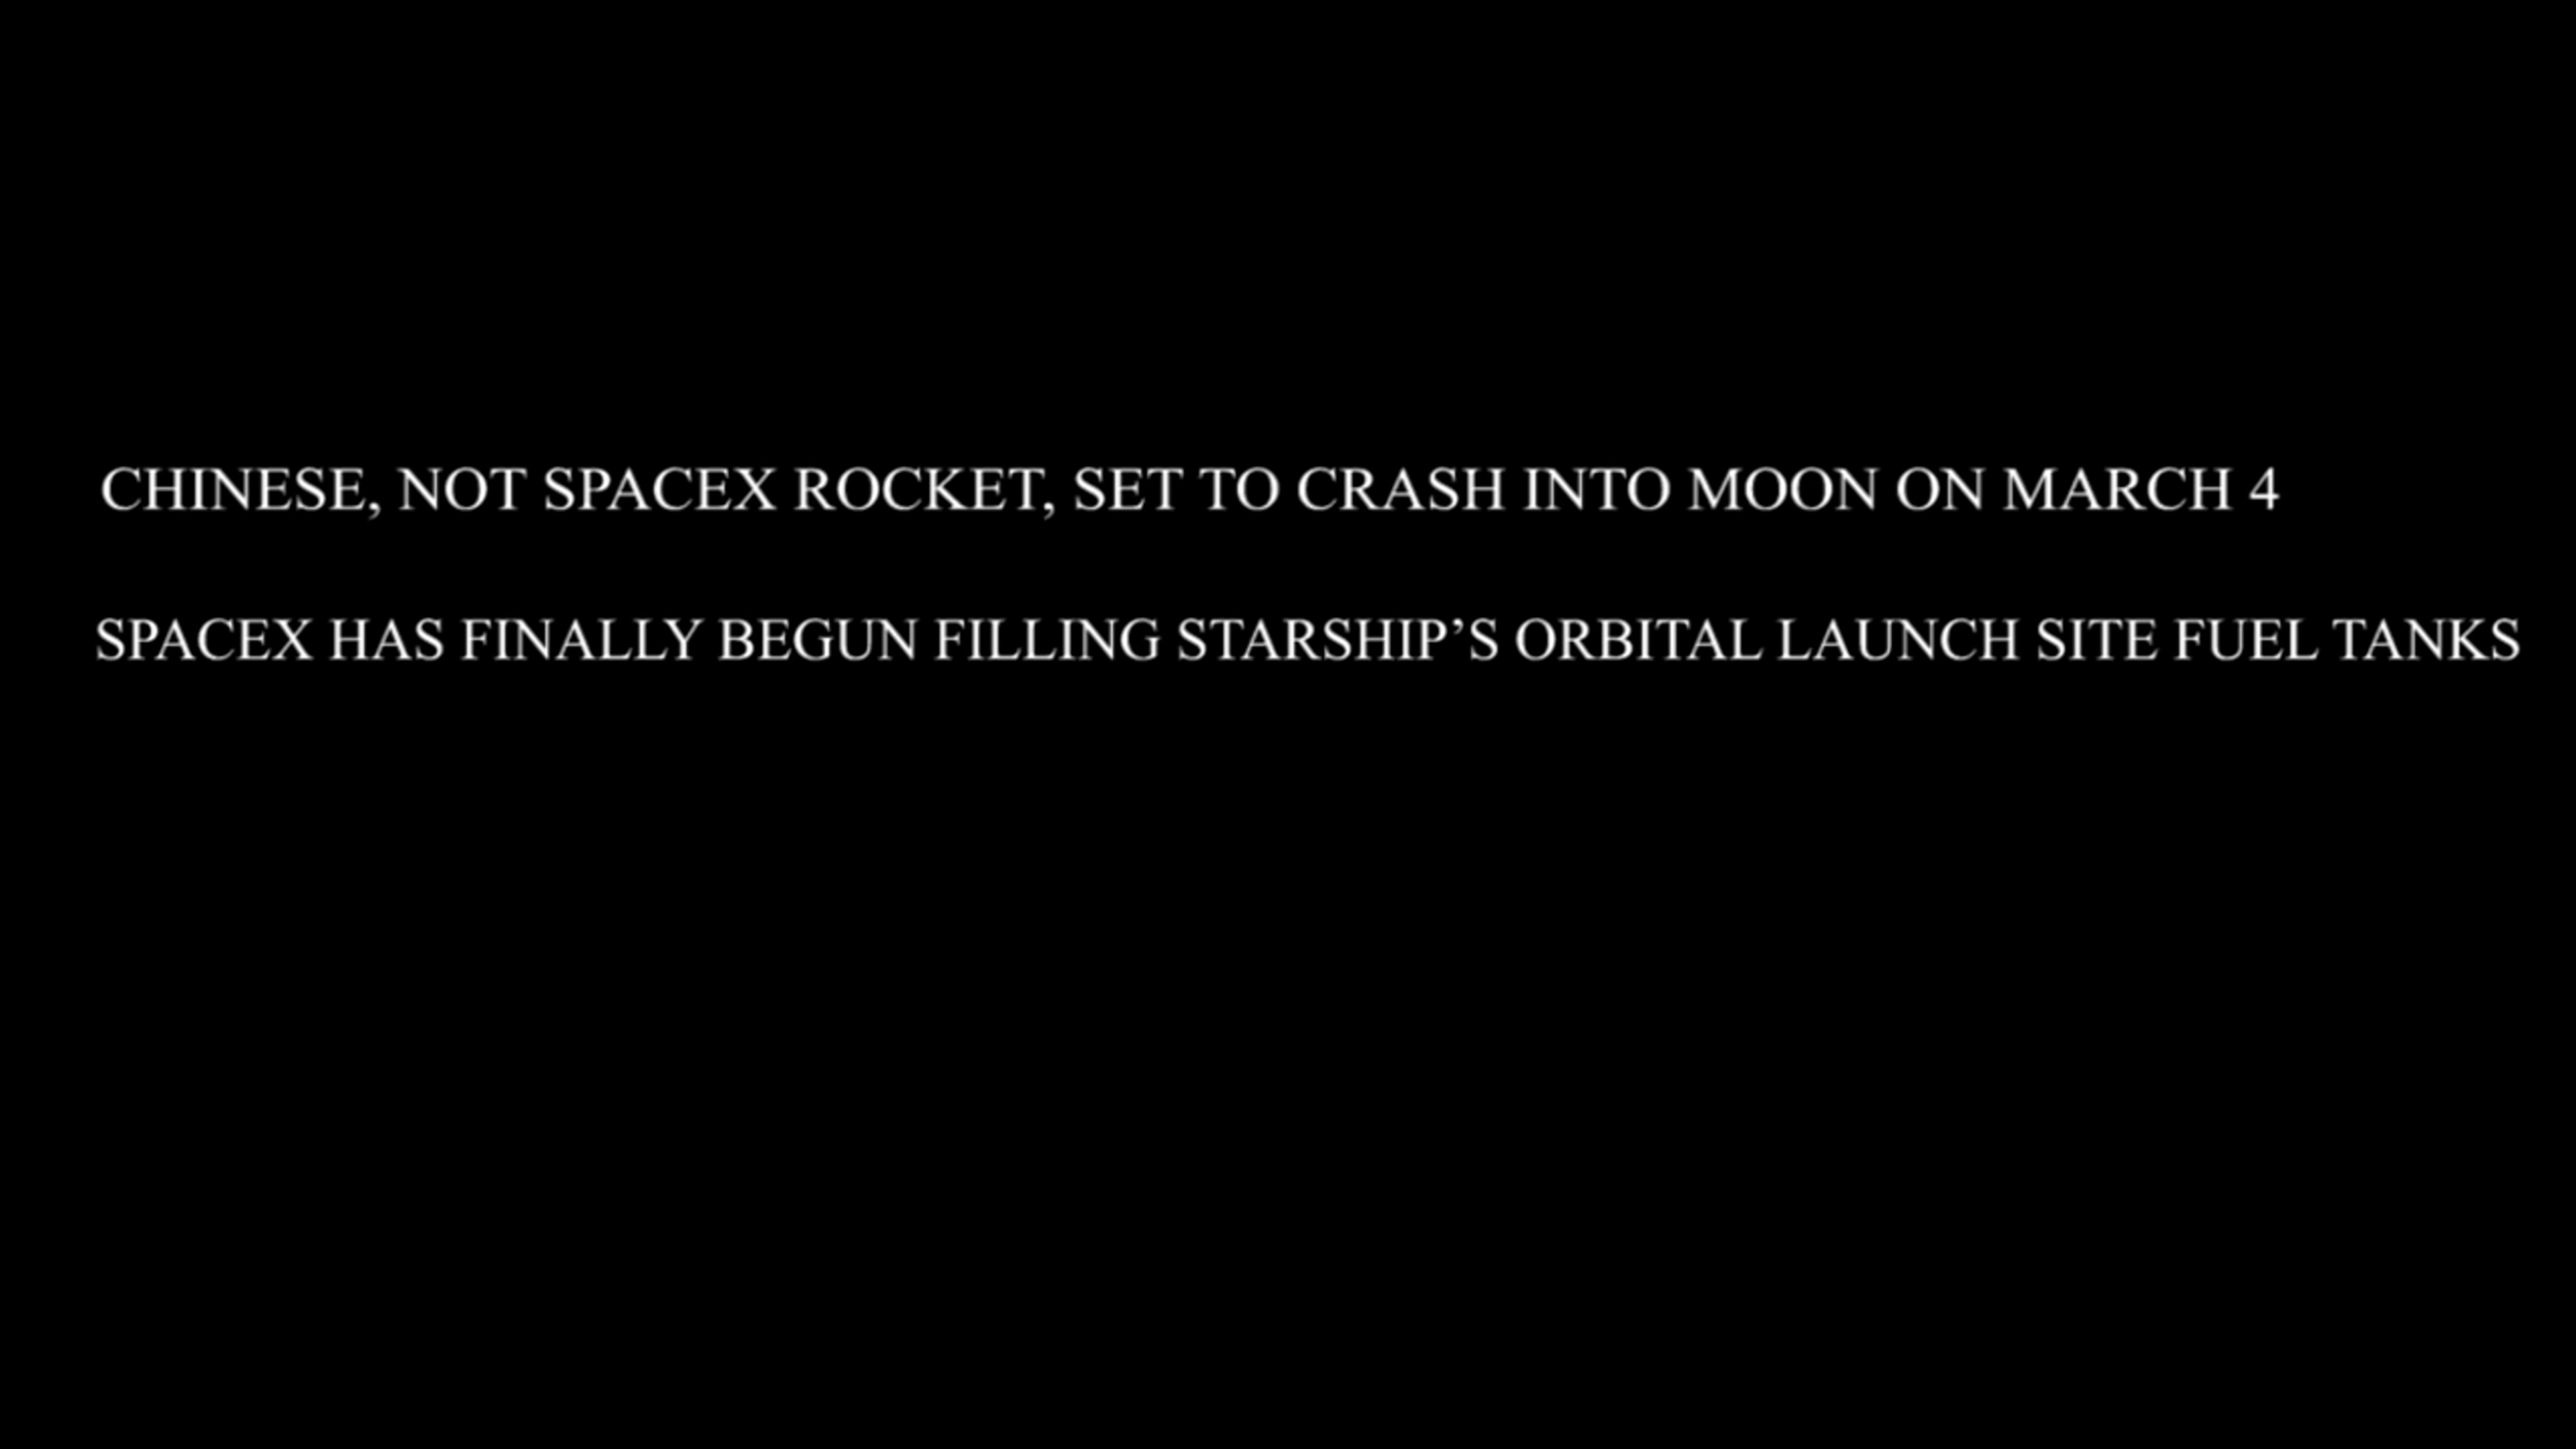 CHINESE, NOT SPACEX ROCKET, SET TO CRASH INTO MOON ON MARCH 4
SPACEX HAS FINALLY BEGUN FILLING STARSHIP’S ORBITAL LAUNCH SITE FUEL TANKS